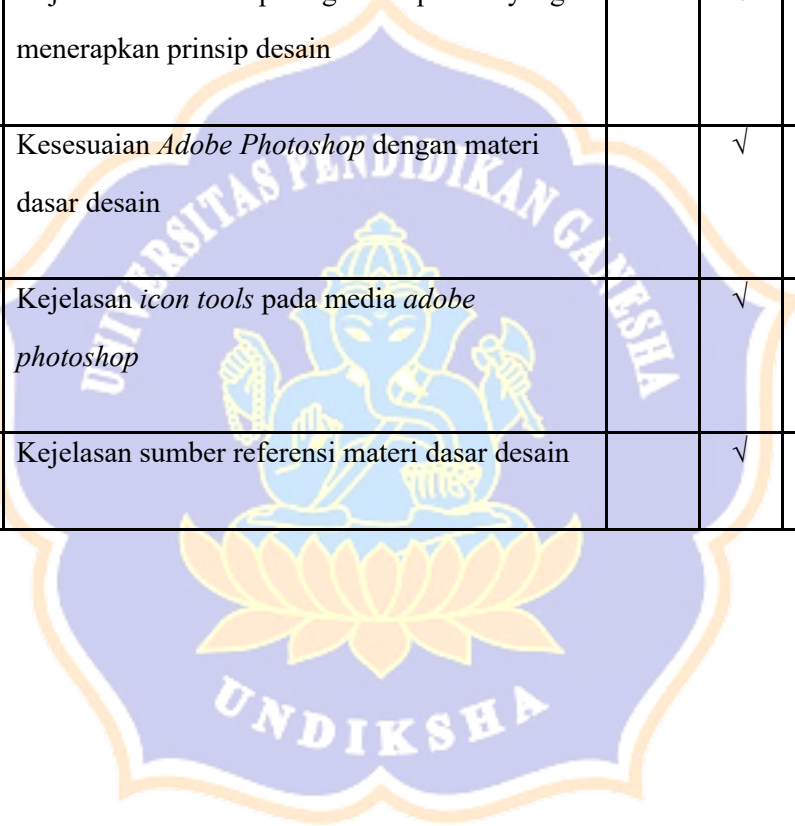 menerapkan prinsip desain
Kesesuaian Adobe Photoshop dengan materi √
dasar desain
Kejelasan icon tools pada media adobe √
photoshop
Kejelasan sumber referensi materi dasar desain √
UNIVERSITAS PENDIDIKAN GANESHA
UNDIKSHA